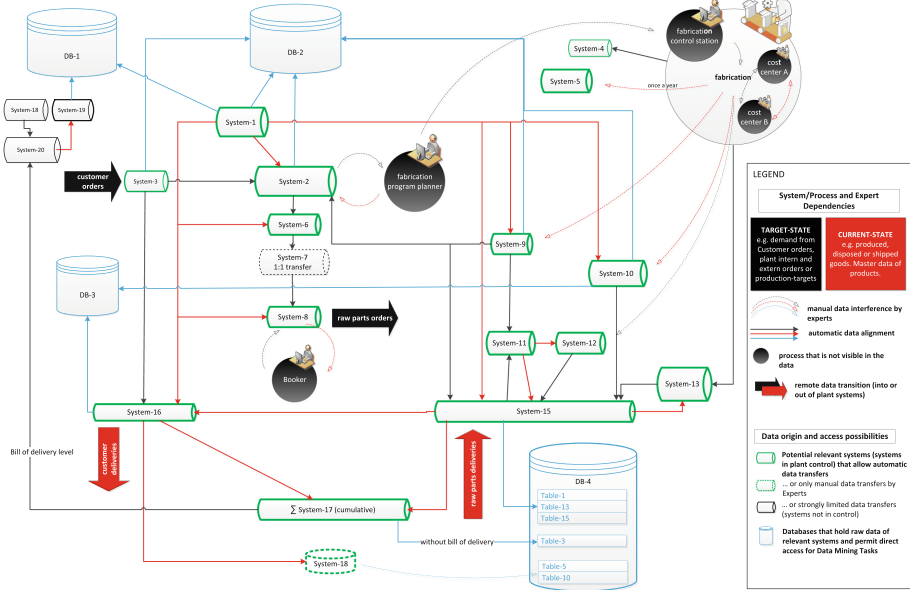 DB-1
DB-2
System-18
System-19
System-20
System-1
customer
orders
System-3
System-2
System-6
System-7
1:1 transfer
System-8
raw parts orders
Booker
fabrication
program planner
fabrication
control station
System-4
System-5
once a year
fabrication
cost
center A
cost
center B
System-9
System-10
DB-3
System-11
System-12
System-13
System-16
System-15
Bill of delivery level
customer
deliveries
raw parts deliveries
∑ System-17 (cumulative)
without bill of delivery
System-18
DB-4
Table-1
Table-13
Table-15
Table-3
Table-5
Table-10
LEGEND
System/Process and Expert
Dependencies
TARGET-STATE
e.g. demand from
Customer orders,
plant intern and
extern orders or
production-targets
CURRENT-STATE
e.g. produced,
disposed or shipped
goods. Master data of
products.
manual data interference by
experts
automatic data alignment
process that is not visible in the
data
remote data transition (into or
out of plant systems)
Data origin and access possibilities
Potential relevant systems (systems
in plant control) that allow automatic
data transfers
... or only manual data transfers by
Experts
... or strongly limited data transfers
(systems not in control)
Databases that hold raw data of
relevant systems and permit direct
access for Data Mining Tasks